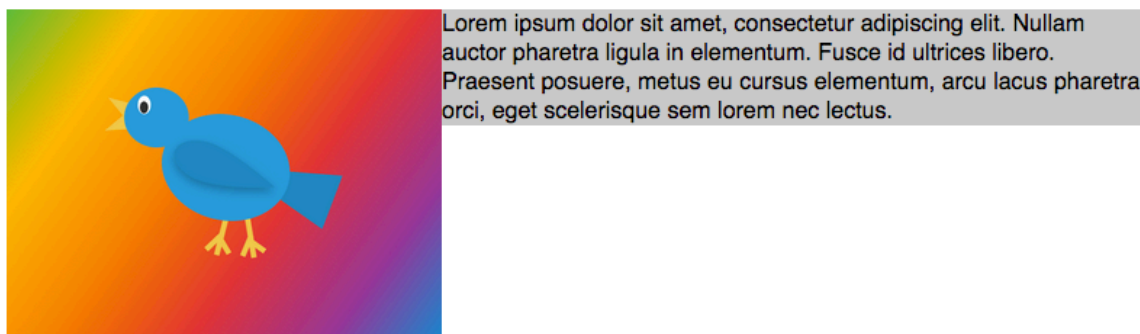 Lorem ipsum dolor sit amet, consectetur adipiscing elit. Nullam
auctor pharetra ligula in elementum. Fusce id ultrices libero.
Praesent posuere, metus eu cursus elementum, arcu lacus pharetra
orci, eget scelerisque sem lorem nec lectus.